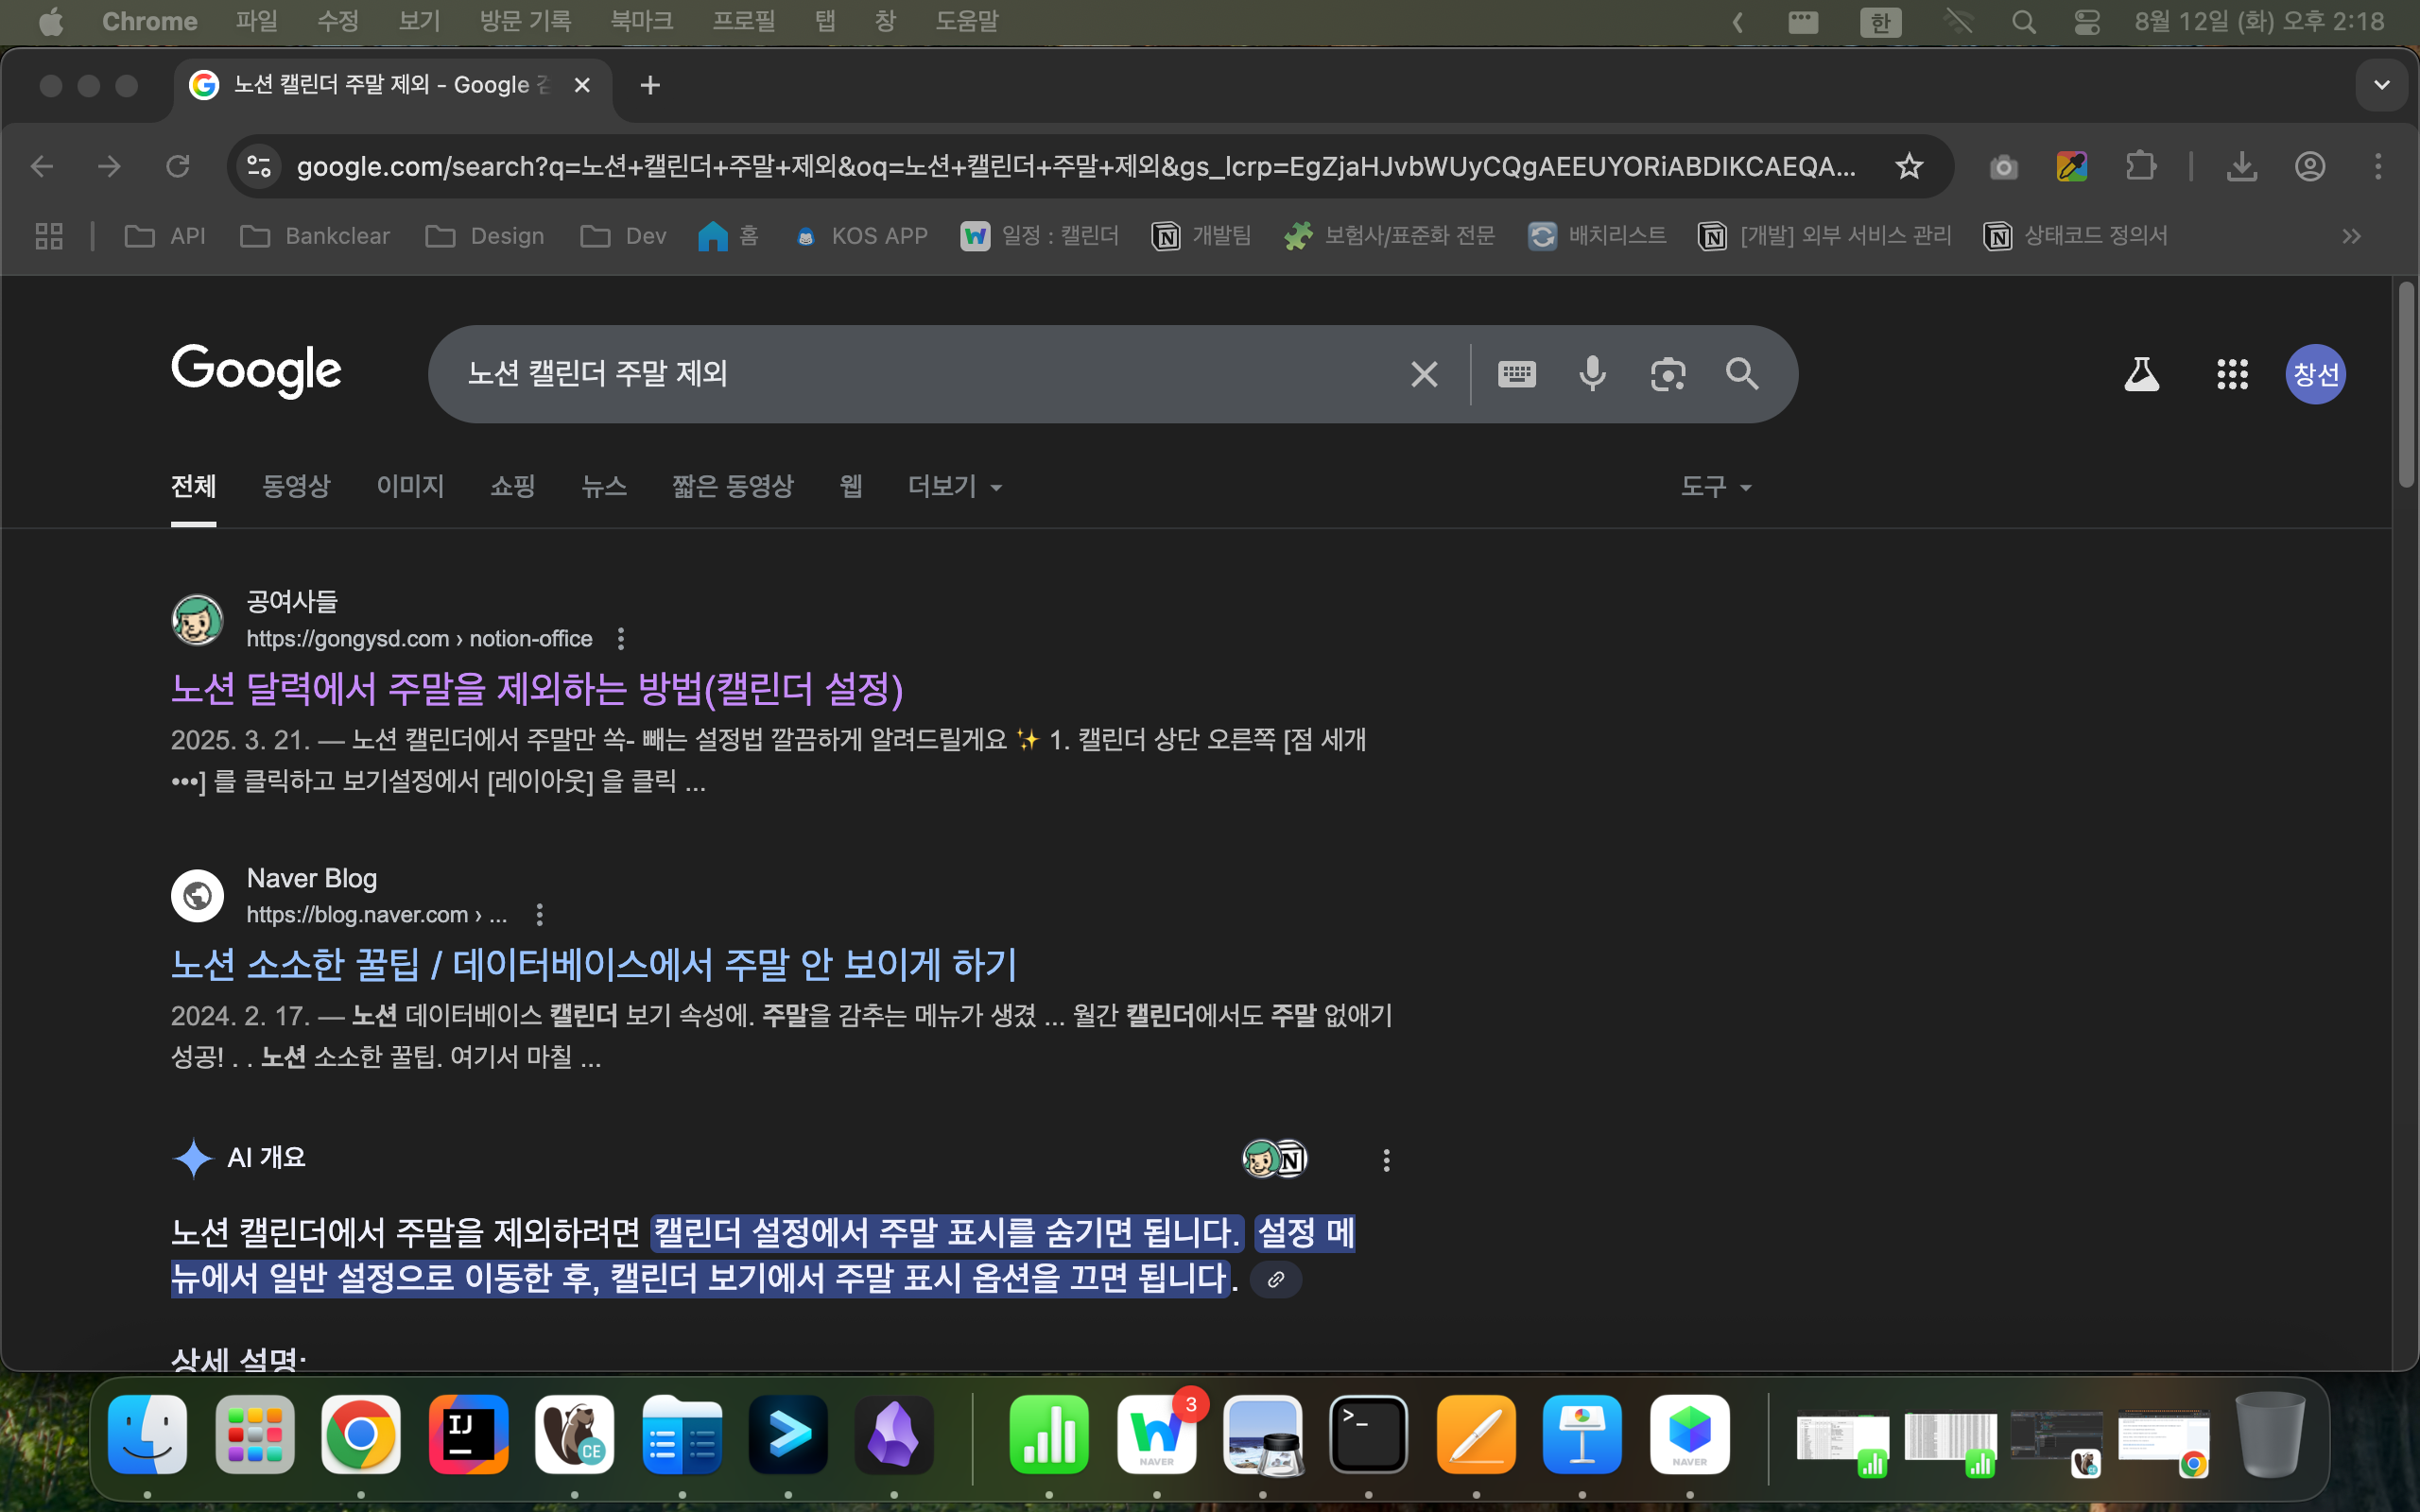 Chrome 파일 수정 보기 방문 기록 북마크 프로필 탭 창 도움말 한 8월 12일 (화) 오후 2:18
노션 캘린더 주말 제외 - Google
google.com/search?q=노션+캘린더+주말+제외&oq=노션+캘린더+주말+제외&gs_lcrp=EgZjaHJvbWUyCQgAEEUYORiABDIKCAEQA...
API Bankclear Design Dev 홈 KOS APP 일정 : 캘린더 개발팀 보험사/표준화 전문 배치리스트 [개발] 외부 서비스 관리 상태코드 정의서
Google 노션 캘린더 주말 제외 창선
전체 동영상 이미지 쇼핑 뉴스 짧은 동영상 웹 더보기 도구
공여사들
https://gongysd.com › notion-office
노션 달력에서 주말을 제외하는 방법(캘린더 설정)
2025. 3. 21. — 노션 캘린더에서 주말만 쏙- 빼는 설정법 깔끔하게 알려드릴게요 ✨ 1. 캘린더 상단 오른쪽 [점 세개
•••] 를 클릭하고 보기설정에서 [레이아웃] 을 클릭 ...
Naver Blog
https://blog.naver.com › ...
노션 소소한 꿀팁 / 데이터베이스에서 주말 안 보이게 하기
2024. 2. 17. — 노션 데이터베이스 캘린더 보기 속성에. 주말을 감추는 메뉴가 생겼 ... 월간 캘린더에서도 주말 없애기
성공! . . 노션 소소한 꿀팁. 여기서 마칠 ...
AI 개요
노션 캘린더에서 주말을 제외하려면 캘린더 설정에서 주말 표시를 숨기면 됩니다. 설정 메
뉴에서 일반 설정으로 이동한 후, 캘린더 보기에서 주말 표시 옵션을 끄면 됩니다.
상세 설명:
IJ CE 3 NAVER NAVER